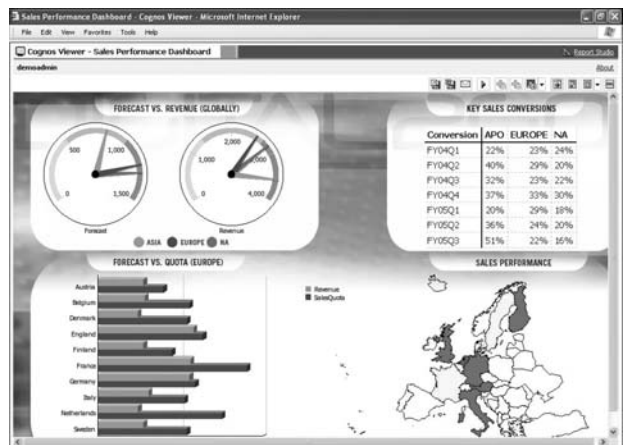 Sales Performance Dashboard - Cognos Viewer - Microsoft Internet Explorer
File Edit View Favorites Tools Help
Cognos Viewer - Sales Performance Dashboard
Report Studio
demoadmin
About
FORECAST VS. REVENUE (GLOBALLY)
500 1,000
0 1,500
Forecast
2,000
1,000 3,000
0 4,000
Revenue
ASIA EUROPE NA
KEY SALES CONVERSIONS
Conversion APO EUROPE NA
FY04Q1 22% 23% 24%
FY04Q2 40% 29% 20%
FY04Q3 32% 23% 22%
FY04Q4 37% 33% 30%
FY05Q1 20% 29% 18%
FY05Q2 36% 24% 20%
FY05Q3 51% 22% 16%
FORECAST VS. QUOTA (EUROPE)
Austria
Belgium
Denmark
England
Finland
France
Germany
Italy
Netherlands
Sweden
Revenue
SalesQuota
SALES PERFORMANCE